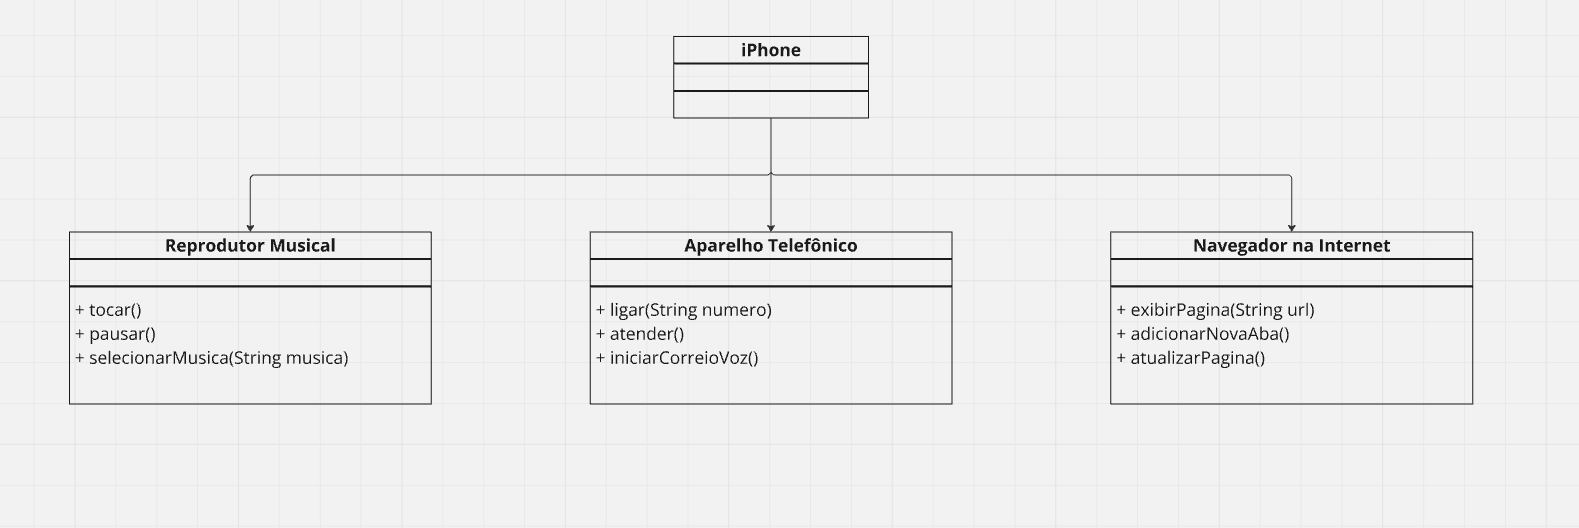 iPhone
Reprodutor Musical
+ tocar()
+ pausar()
+ selecionarMusica(String musica)
Aparelho Telefônico
+ ligar(String numero)
+ atender()
+ iniciarCorreioVoz()
Navegador na Internet
+ exibirPagina(String url)
+ adicionarNovaAba()
+ atualizarPagina()